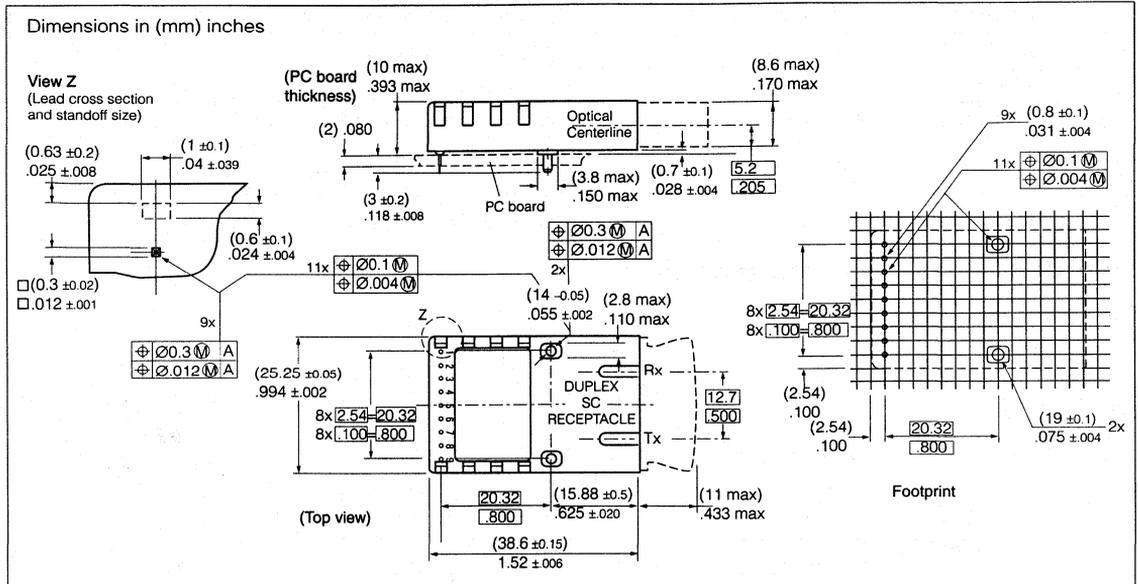 Dimensions in (mm) inches
View Z
(Lead cross section
and standoff size)
(0.63 ±0.2)
.025 ±.008
(1 ±0.1)
.04 ±.039
(0.6 ±0.1)
.024 ±.004
□(0.3 ±0.02)
□.012 ±.001
9x
⌖ Ø0.3 Ⓜ A
⌖ Ø.012 Ⓜ A
11x
⌖ Ø0.1 Ⓜ
⌖ Ø.004 Ⓜ
(PC board
thickness)
(10 max)
.393 max
(2) .080
(3 ±0.2)
.118 ±.008
PC board
Optical
Centerline
(3.8 max)
.150 max
(0.7 ±0.1)
.028 ±.004
(8.6 max)
.170 max
5.2
.205
⌖ Ø0.3 Ⓜ A
⌖ Ø.012 Ⓜ A
2x
(14 -0.05)
.055 ±.002
(2.8 max)
.110 max
Z
(25.25 ±0.05)
.994 ±.002
8x 2.54=20.32
8x .100=.800
1
2
3
4
5
6
7
8
9
DUPLEX
SC
RECEPTACLE
Rx
Tx
12.7
.500
(Top view)
20.32
.800
(15.88 ±0.5)
.625 ±.020
(11 max)
.433 max
(38.6 ±0.15)
1.52 ±.006
9x (0.8 ±0.1)
.031 ±.004
11x
⌖ Ø0.1 Ⓜ
⌖ Ø.004 Ⓜ
8x 2.54=20.32
8x .100=.800
(2.54)
.100
(2.54)
.100
20.32
.800
(19 ±0.1)
.075 ±.004
2x
Footprint